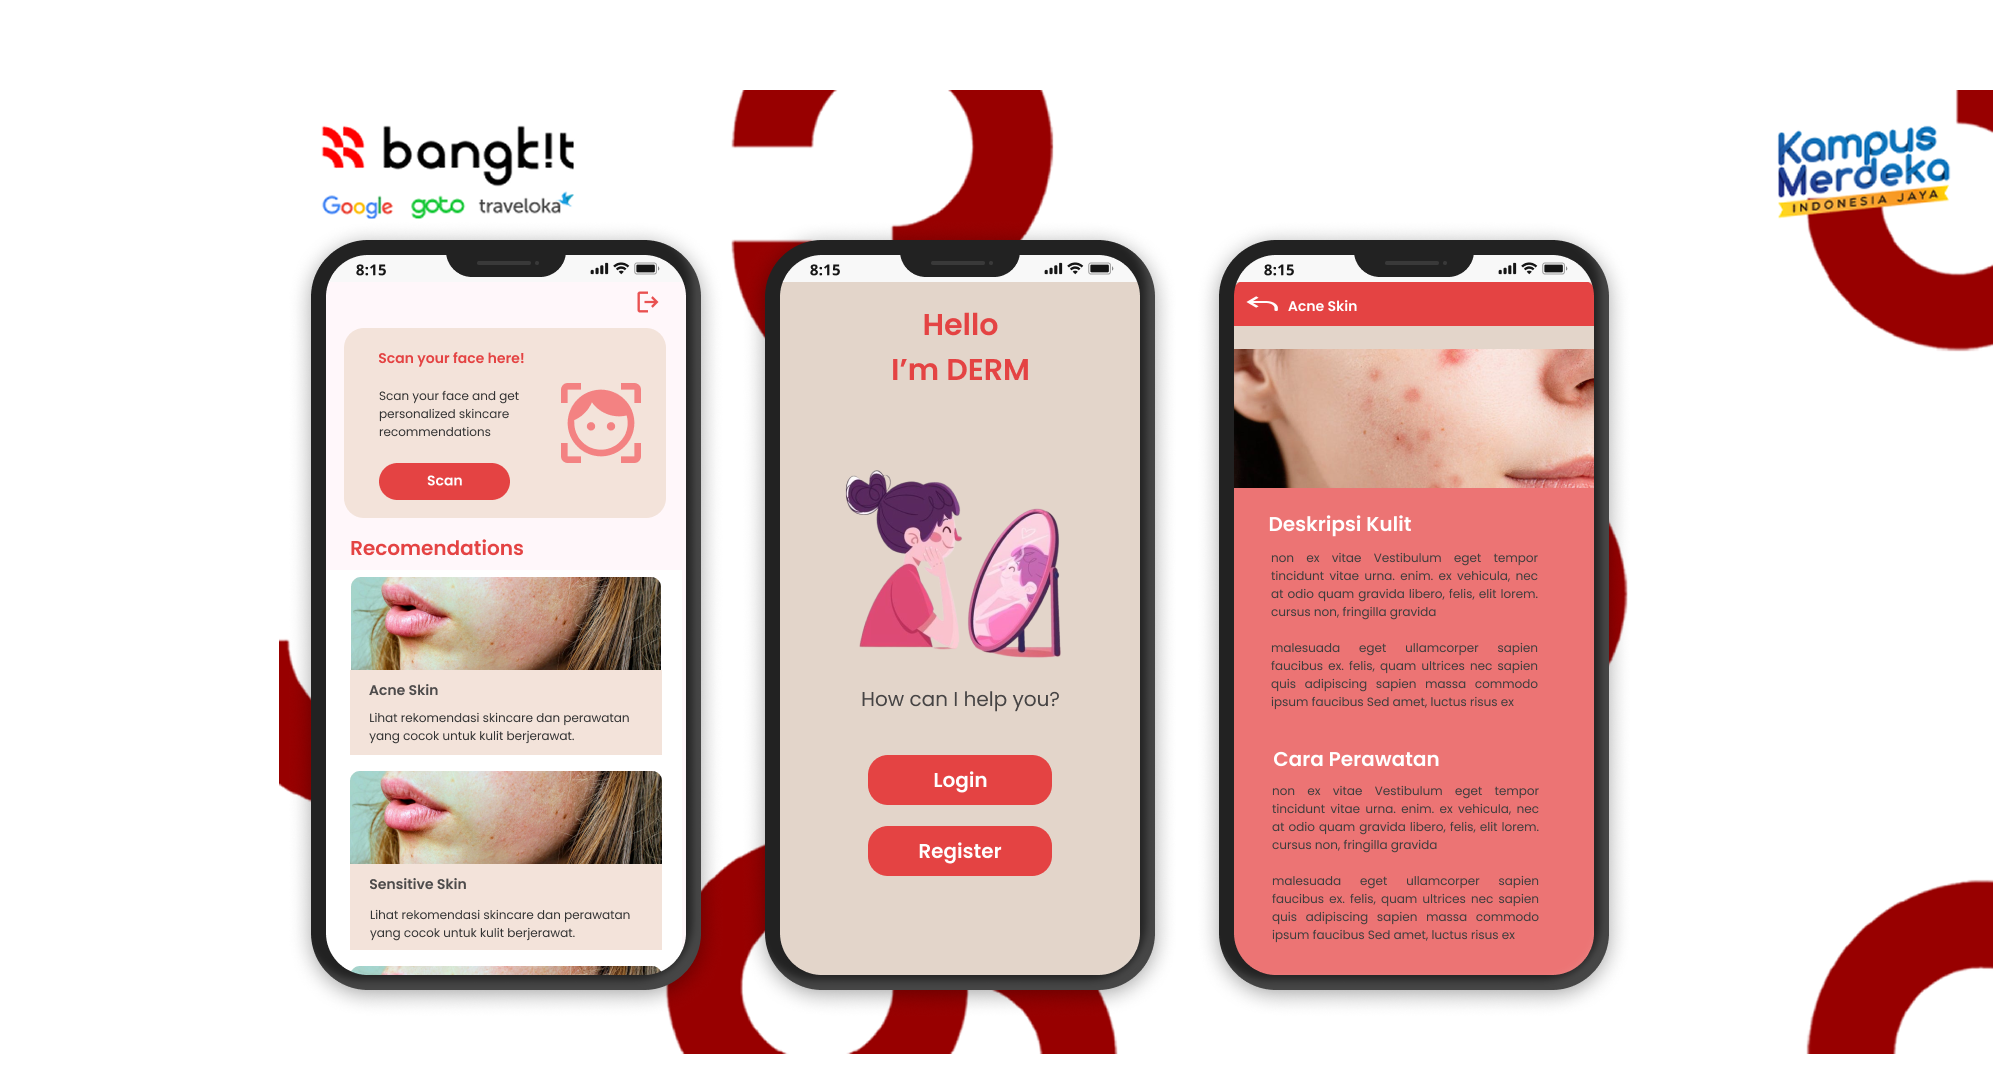 bangk!t
Google goto traveloka
Kampus
Merdeka
INDONESIA JAYA
8:15
Scan your face here!
Scan your face and get
personalized skincare
recommendations
Scan
Recomendations
Acne Skin
Lihat rekomendasi skincare dan perawatan
yang cocok untuk kulit berjerawat.
Sensitive Skin
Lihat rekomendasi skincare dan perawatan
yang cocok untuk kulit berjerawat.
8:15
Hello
I'm DERM
How can I help you?
Login
Register
8:15
Acne Skin
Deskripsi Kulit
non ex vitae Vestibulum eget tempor
tincidunt vitae urna. enim. ex vehicula, nec
at odio quam gravida libero, felis, elit lorem.
cursus non, fringilla gravida
malesuada eget ullamcorper sapien
faucibus ex. felis, quam ultrices nec sapien
quis adipiscing sapien massa commodo
ipsum faucibus Sed amet, luctus risus ex
Cara Perawatan
non ex vitae Vestibulum eget tempor
tincidunt vitae urna. enim. ex vehicula, nec
at odio quam gravida libero, felis, elit lorem.
cursus non, fringilla gravida
malesuada eget ullamcorper sapien
faucibus ex. felis, quam ultrices nec sapien
quis adipiscing sapien massa commodo
ipsum faucibus Sed amet, luctus risus ex